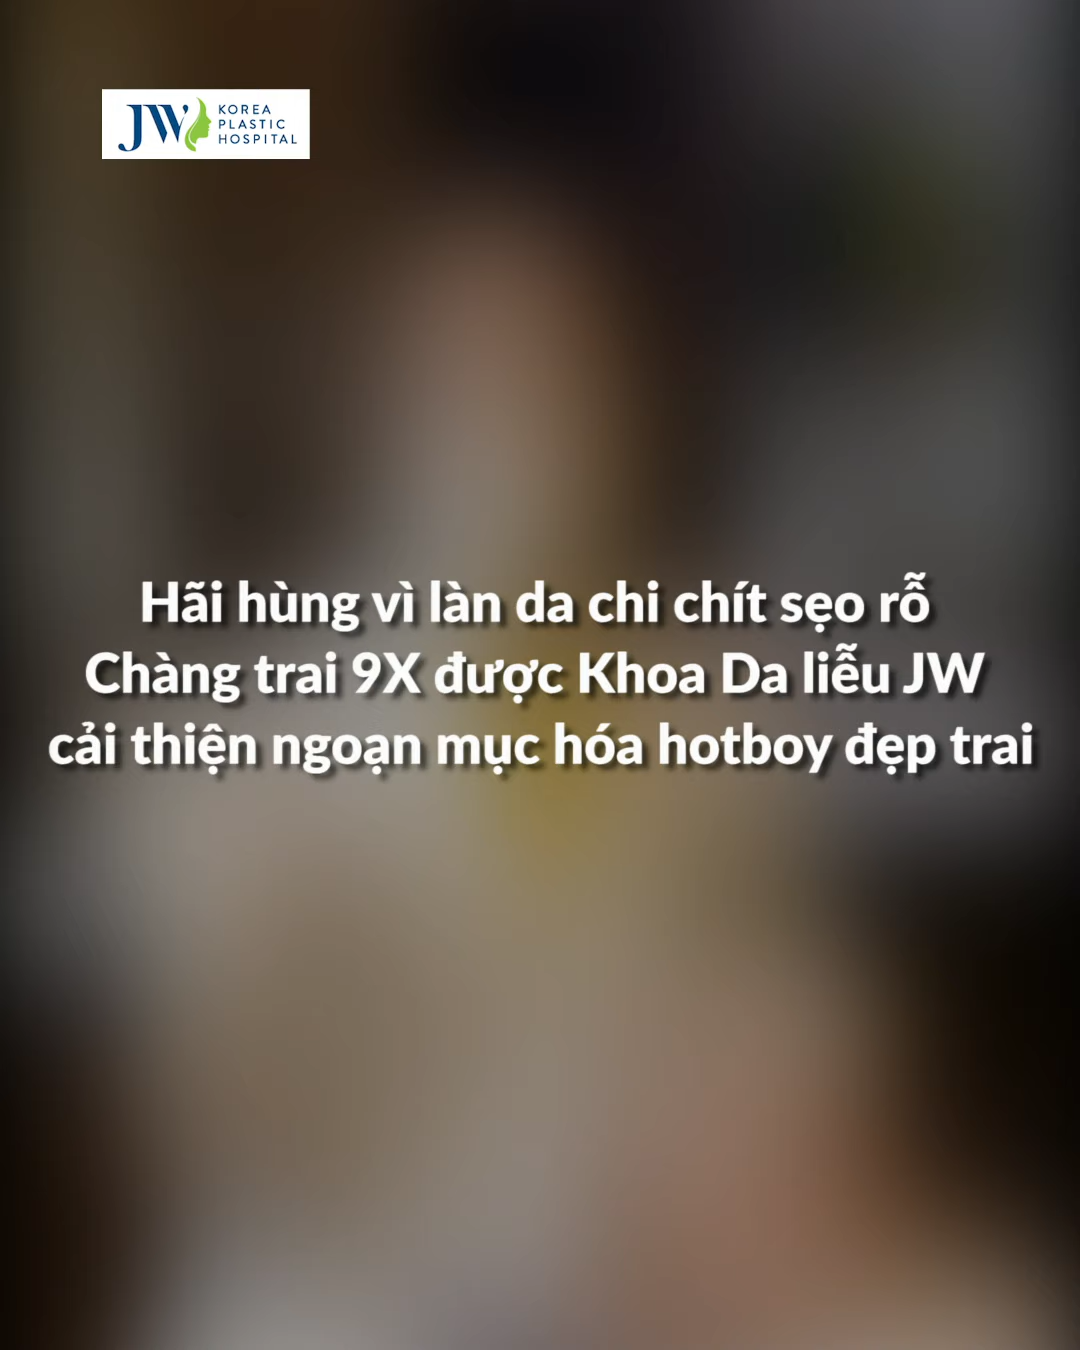 JW KOREA
PLASTIC
HOSPITAL
Hãi hùng vì làn da chi chít sẹo rỗ
Chàng trai 9X được Khoa Da liễu JW
cải thiện ngoạn mục hóa hotboy đẹp trai